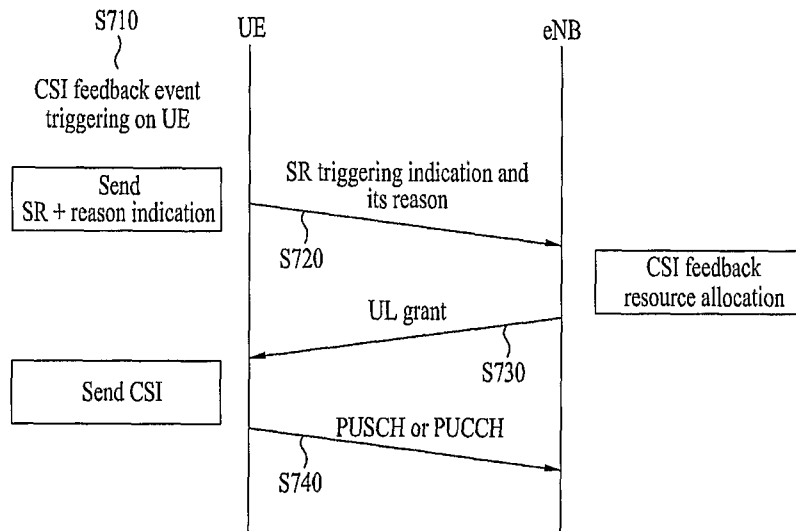 S710
UE
eNB
CSI feedback event
triggering on UE
Send
SR + reason indication
SR triggering indication and
its reason
S720
CSI feedback
resource allocation
UL grant
S730
Send CSI
PUSCH or PUCCH
S740